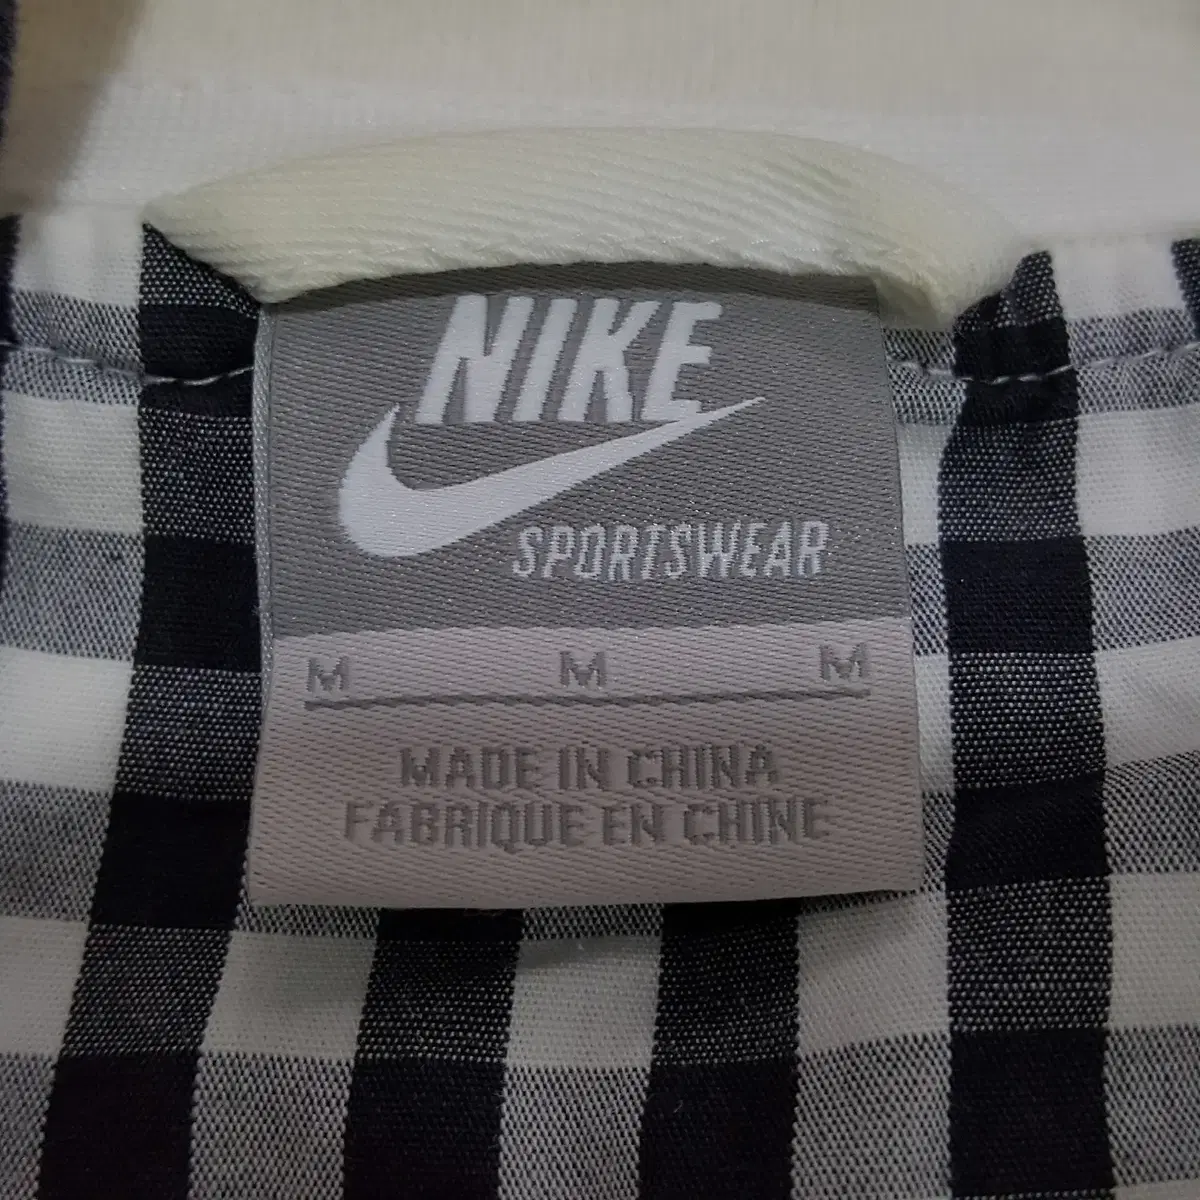 NIKE
SPORTSWEAR
M M M
MADE IN CHINA
FABRIQUE EN CHINE